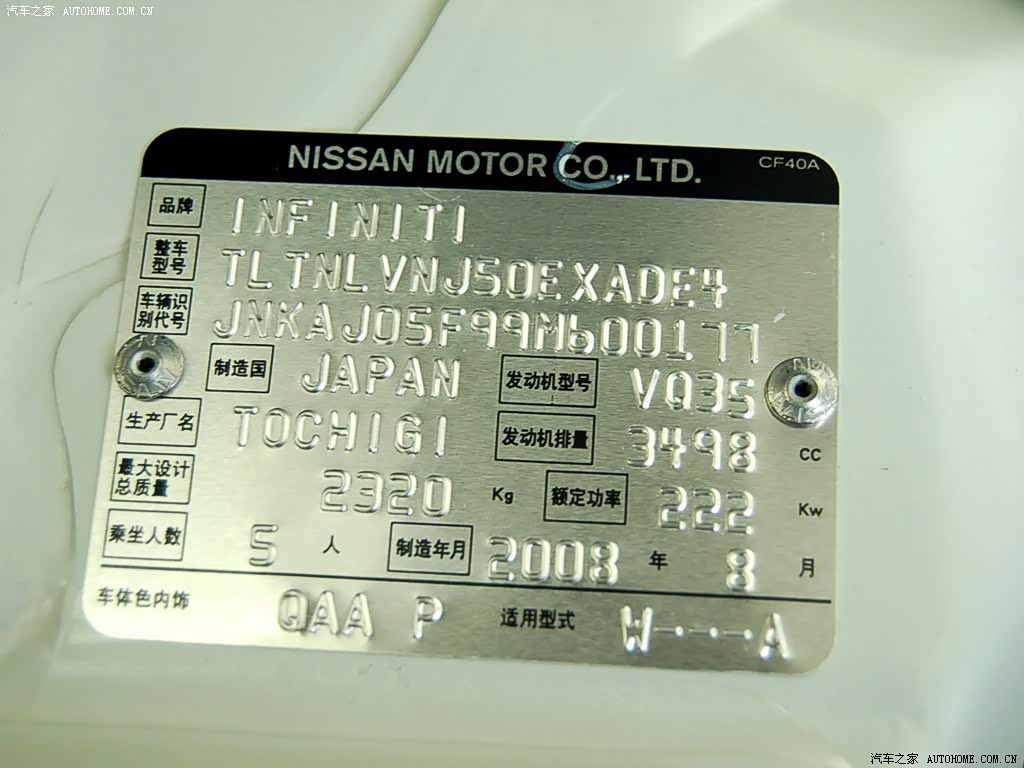 汽车之家 AUTOHOME.COM.CN
NISSAN MOTOR CO., LTD. CF40A
品牌 INFINITI
整车型号 TLTNLVNJ50EXADE4
车辆识别代号 JNKAJ05F99M600177
制造国 JAPAN 发动机型号 VQ35
生产厂名 TOCHIGI 发动机排量 3498 CC
最大设计总质量 2320 Kg 额定功率 222 Kw
乘坐人数 5 人 制造年月 2008 年 8 月
车体色内饰 QAA P 适用型式 W-···-A
汽车之家 AUTOHOME.COM.CN